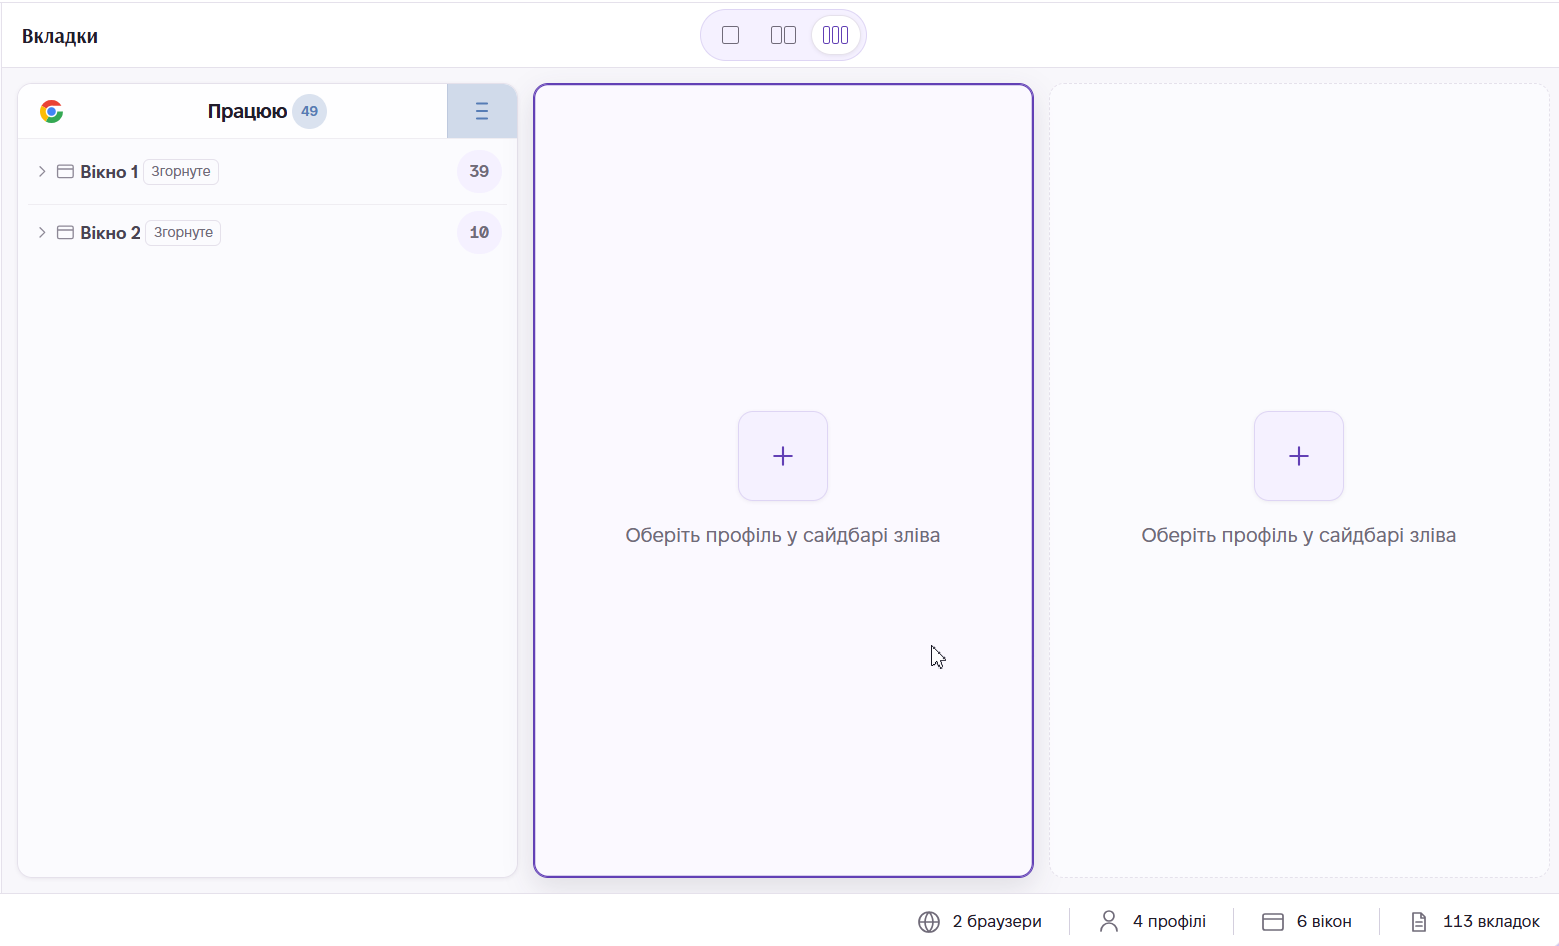 Вкладки
Працюю 49
Вікно 1 Згорнуте 39
Вікно 2 Згорнуте 10
Оберіть профіль у сайдбарі зліва
Оберіть профіль у сайдбарі зліва
2 браузери 4 профілі 6 вікон 113 вкладок